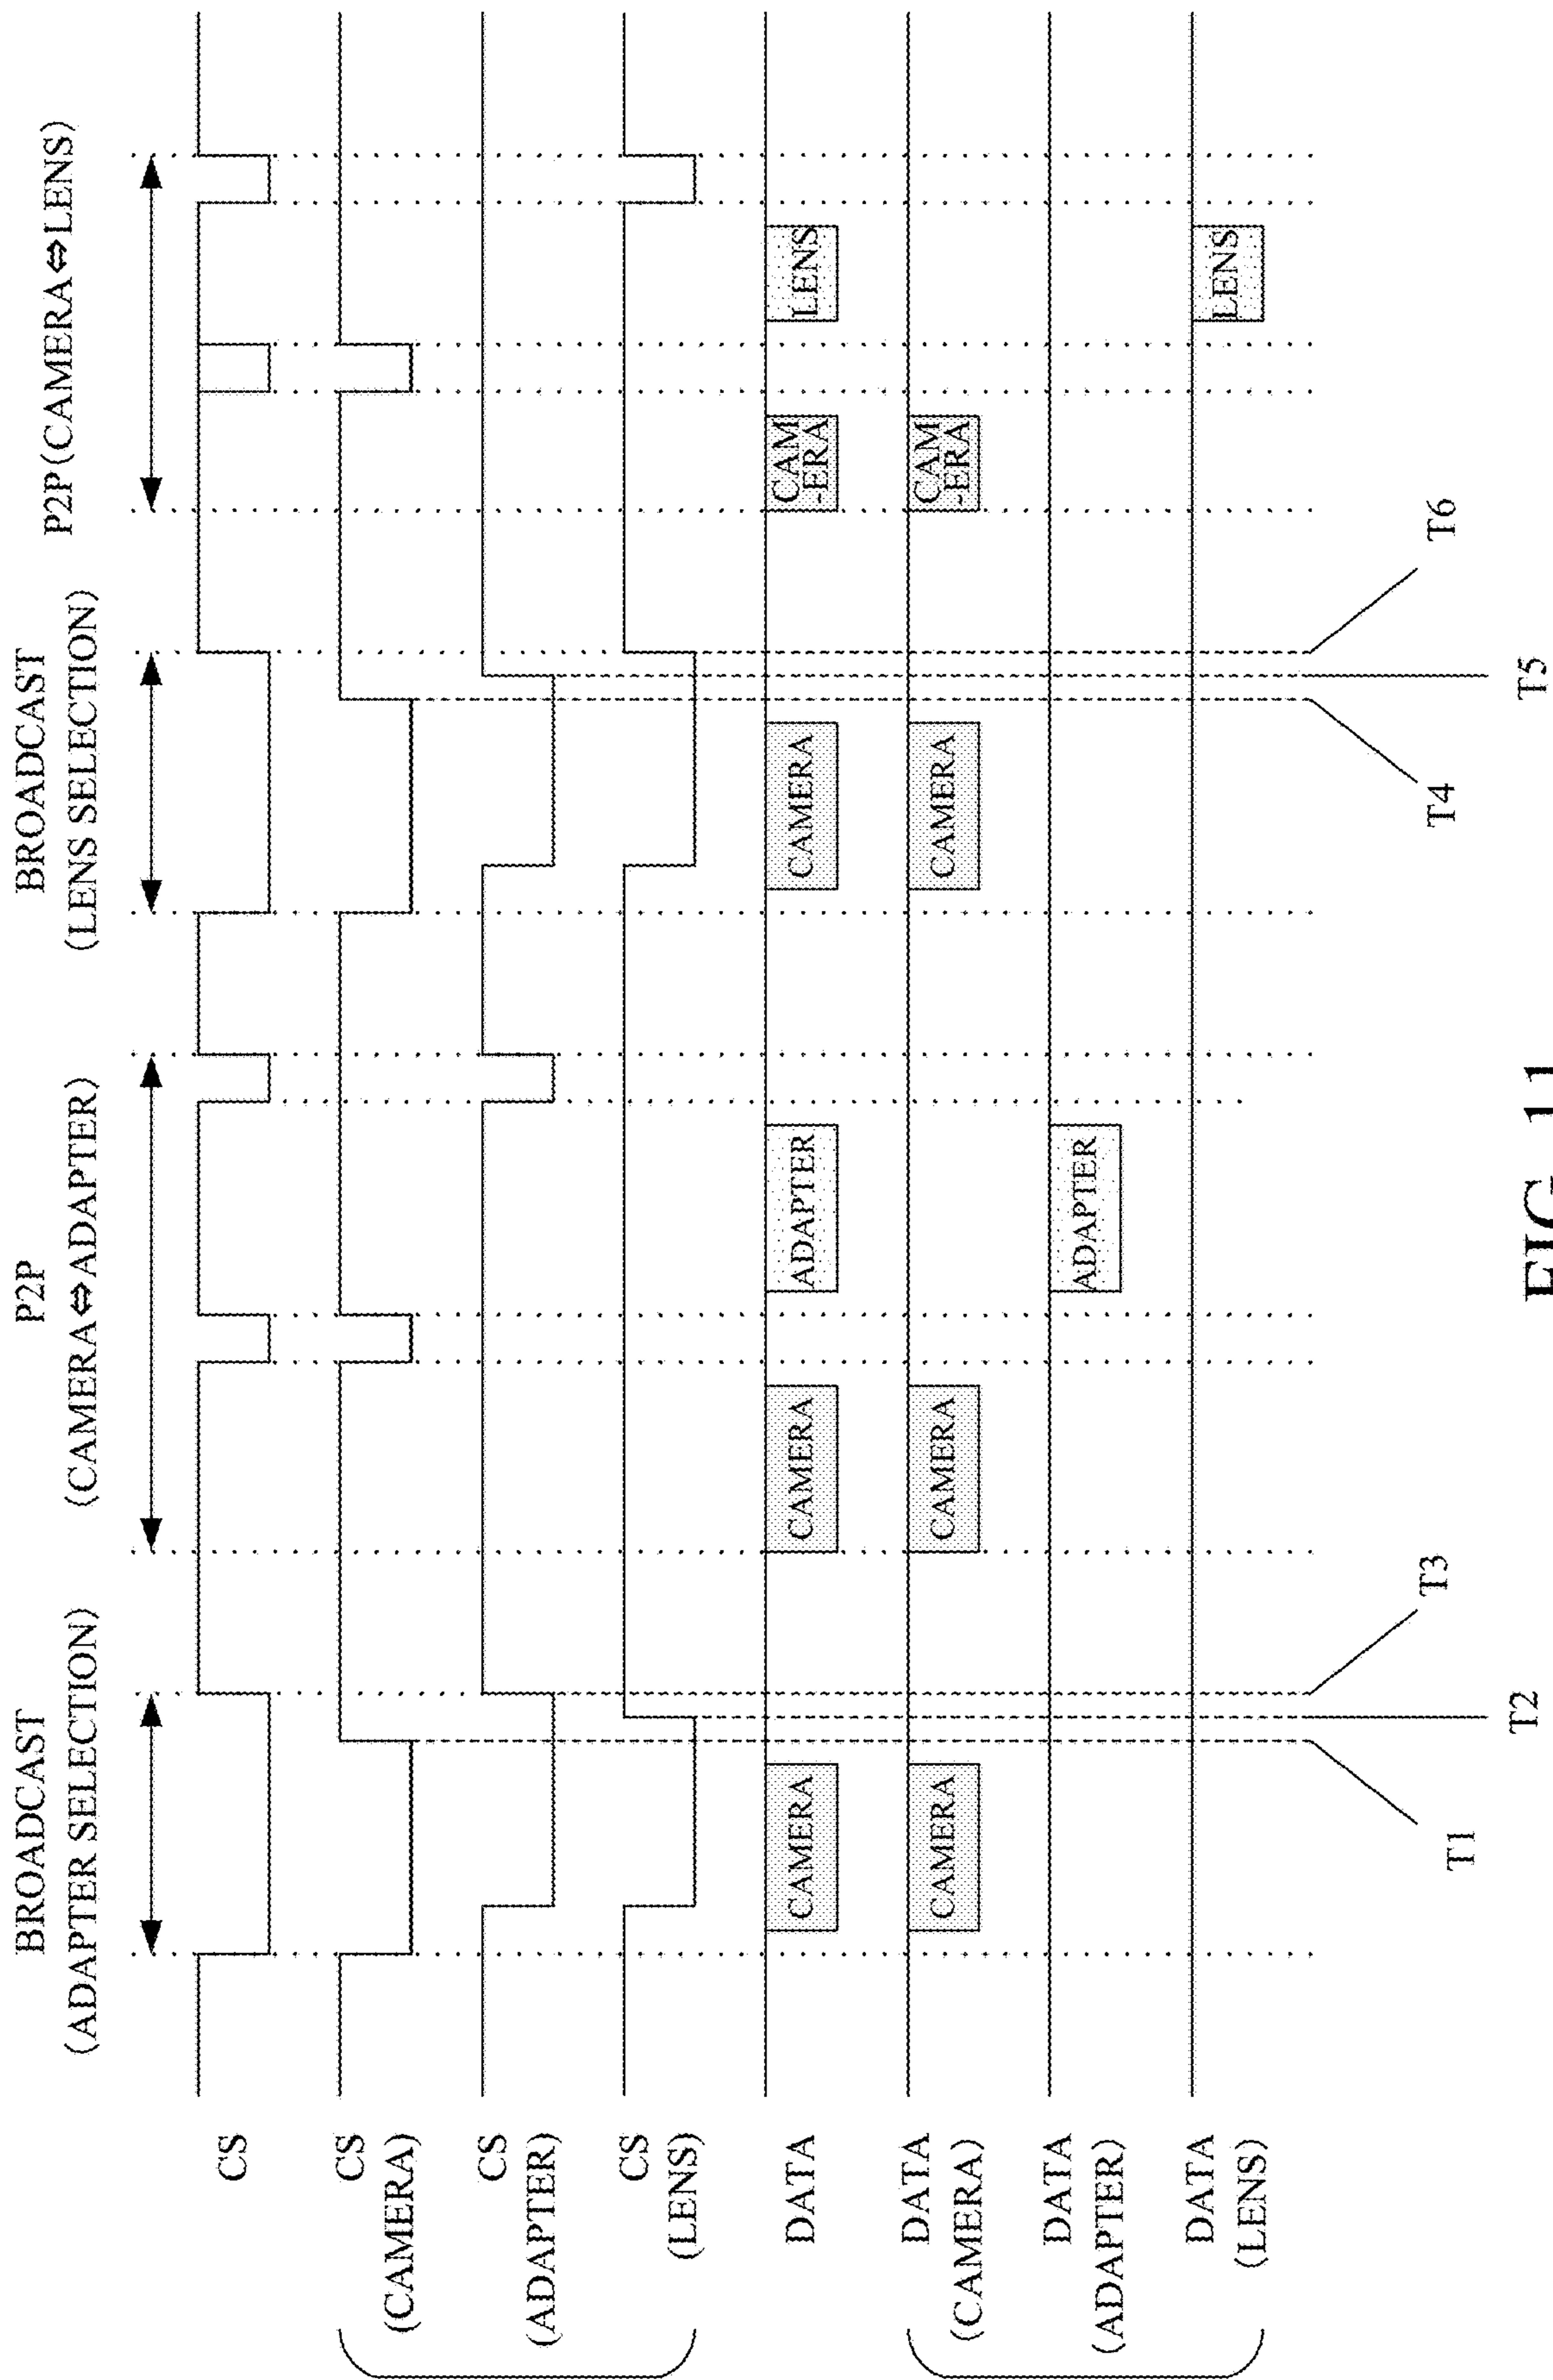 BROADCAST
(ADAPTER SELECTION)
P2P
(CAMERA⇔ADAPTER)
BROADCAST
(LENS SELECTION)
P2P(CAMERA⇔LENS)
CS
CS
(CAMERA)
CS
(ADAPTER)
CS
(LENS)
DATA
CAMERA
CAMERA
ADAPTER
CAMERA
CAM
-ERA
LENS
DATA
(CAMERA)
CAMERA
CAMERA
CAMERA
CAM
-ERA
DATA
(ADAPTER)
ADAPTER
DATA
(LENS)
LENS
T1
T2
T3
T4
T5
T6
FIG. 11